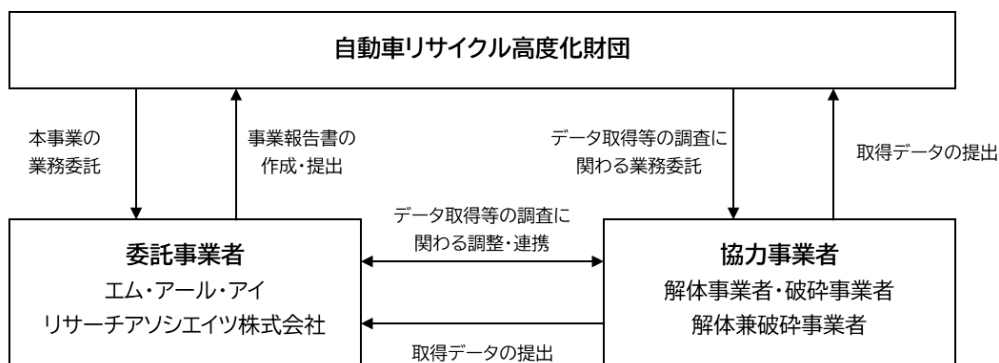 自動車リサイクル高度化財団
本事業の
業務委託
事業報告書の
作成・提出
データ取得等の調査に
関わる業務委託
取得データの提出
委託事業者
エム・アール・アイ
リサーチアソシエイツ株式会社
データ取得等の調査に
関わる調整・連携
取得データの提出
協力事業者
解体事業者・破砕事業者
解体兼破砕事業者